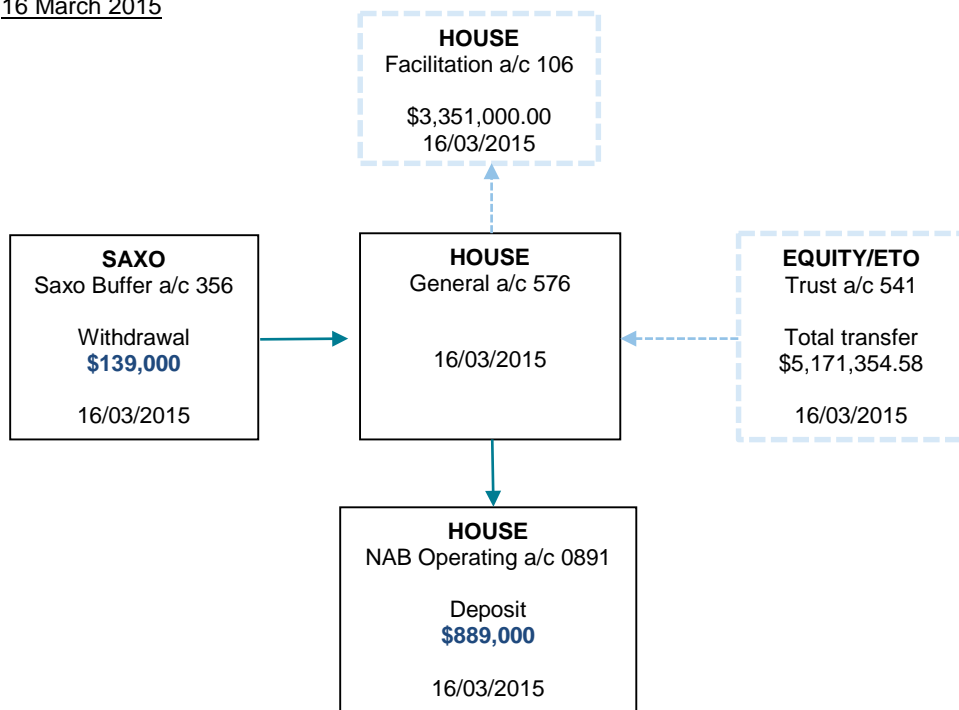 16 March 2015
HOUSE
Facilitation a/c 106
$3,351,000.00
16/03/2015
SAXO
Saxo Buffer a/c 356
Withdrawal
$139,000
16/03/2015
HOUSE
General a/c 576
16/03/2015
EQUITY/ETO
Trust a/c 541
Total transfer
$5,171,354.58
16/03/2015
HOUSE
NAB Operating a/c 0891
Deposit
$889,000
16/03/2015